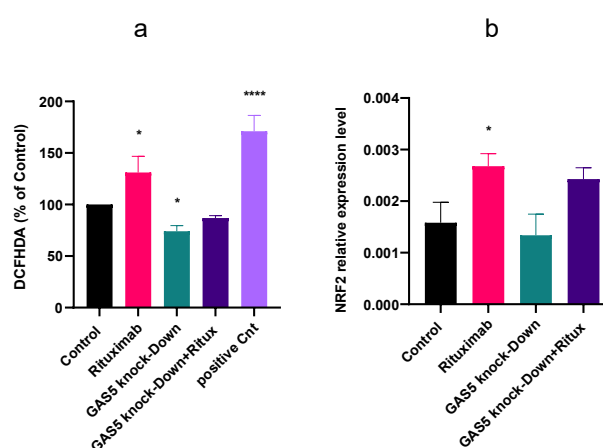 a
DCFHDA (% of Control)
200
150
100
50
0
*
*
****
Control
Rituximab
GAS5 knock-Down
GAS5 knock-Down+Ritux
positive Cnt
b
NRF2 relative expression level
0.004
0.003
0.002
0.001
0.000
*
Control
Rituximab
GAS5 knock-Down
GAS5 knock-Down+Ritux